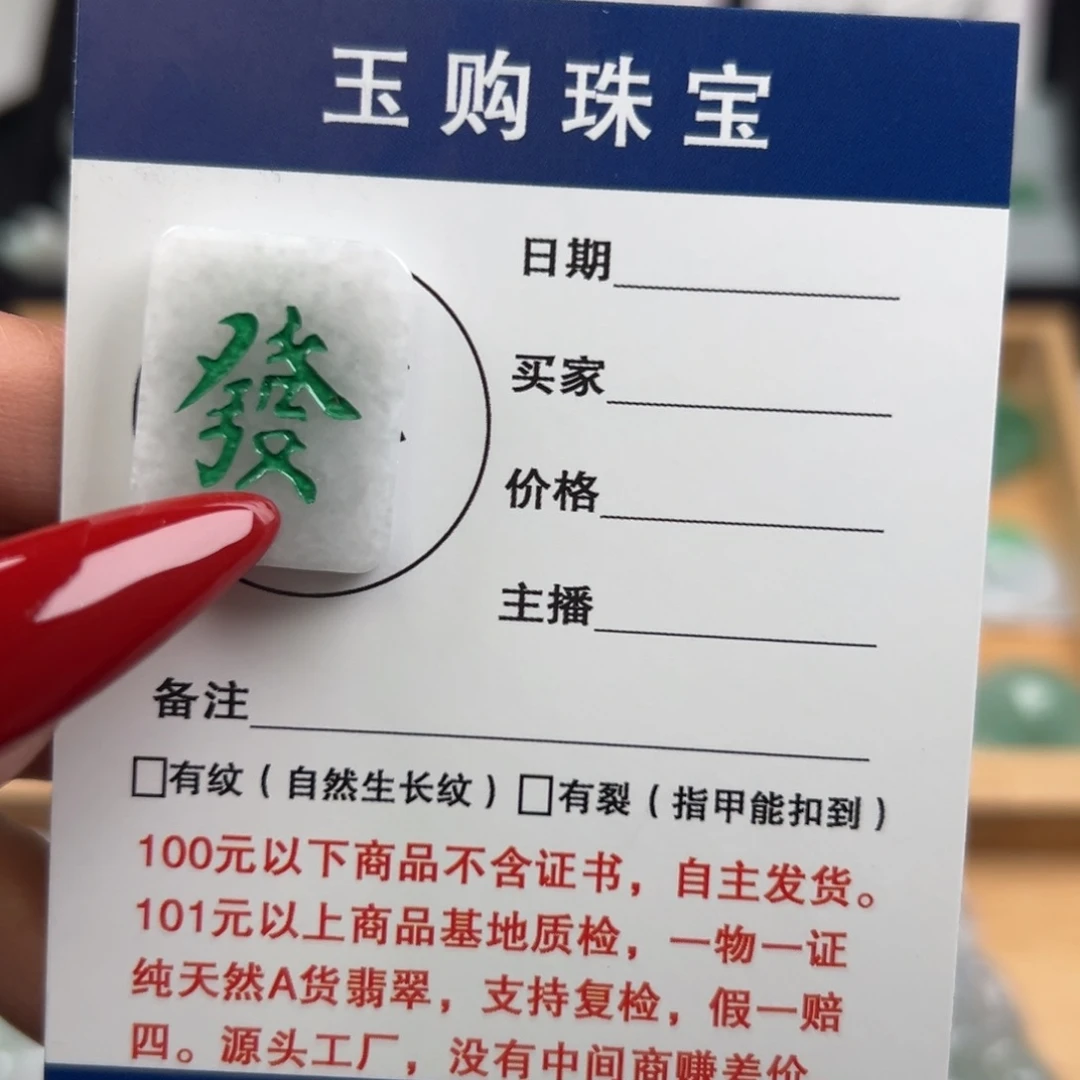 玉购珠宝
發
日期
买家
价格
主播
备注
□有纹（自然生长纹）□有裂（指甲能扣到）
100元以下商品不含证书，自主发货。
101元以上商品基地质检，一物一证
纯天然A货翡翠，支持复检，假一赔
四。源头工厂，没有中间商赚差价